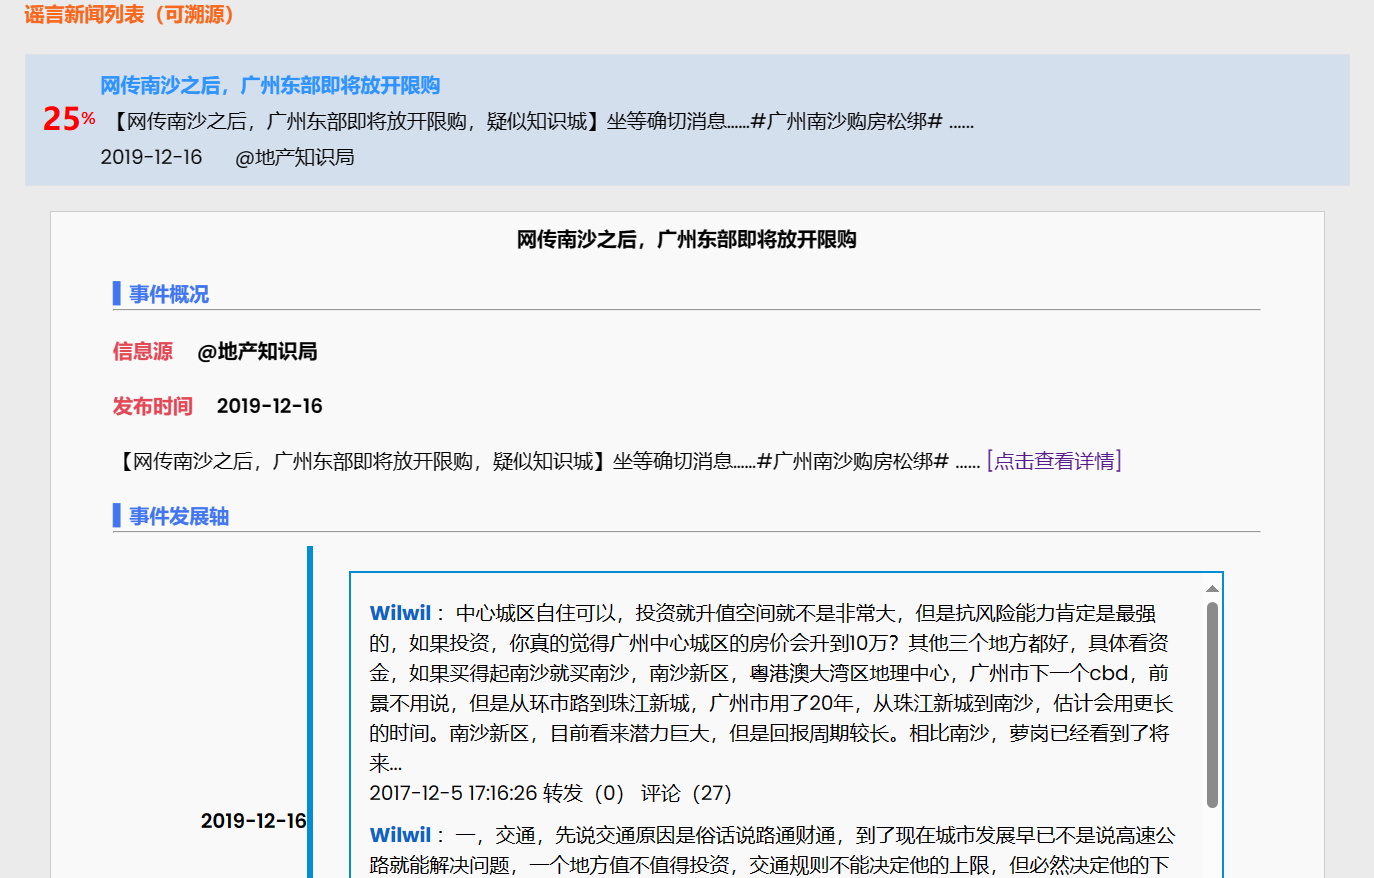 谣言新闻列表（可溯源）
网传南沙之后，广州东部即将放开限购
25%
【网传南沙之后，广州东部即将放开限购，疑似知识城】坐等确切消息......#广州南沙购房松绑# ......
2019-12-16 @地产知识局
网传南沙之后，广州东部即将放开限购
事件概况
信息源 @地产知识局
发布时间 2019-12-16
【网传南沙之后，广州东部即将放开限购，疑似知识城】坐等确切消息......#广州南沙购房松绑# ...... [点击查看详情]
事件发展轴
Wilwil： 中心城区自住可以，投资就升值空间就不是非常大，但是抗风险能力肯定是最强
的，如果投资，你真的觉得广州中心城区的房价会升到10万？其他三个地方都好，具体看资
金，如果买得起南沙就买南沙，南沙新区，粤港澳大湾区地理中心，广州市下一个cbd，前
景不用说，但是从环市路到珠江新城，广州市用了20年，从珠江新城到南沙，估计会用更长
的时间。南沙新区，目前看来潜力巨大，但是回报周期较长。相比南沙，萝岗已经看到了将
来...
2017-12-5 17:16:26 转发（0） 评论（27）
2019-12-16
Wilwil： 一，交通，先说交通原因是俗话说路通财通，到了现在城市发展早已不是说高速公
路就能解决问题，一个地方值不值得投资，交通规则不能决定他的上限，但必然决定他的下